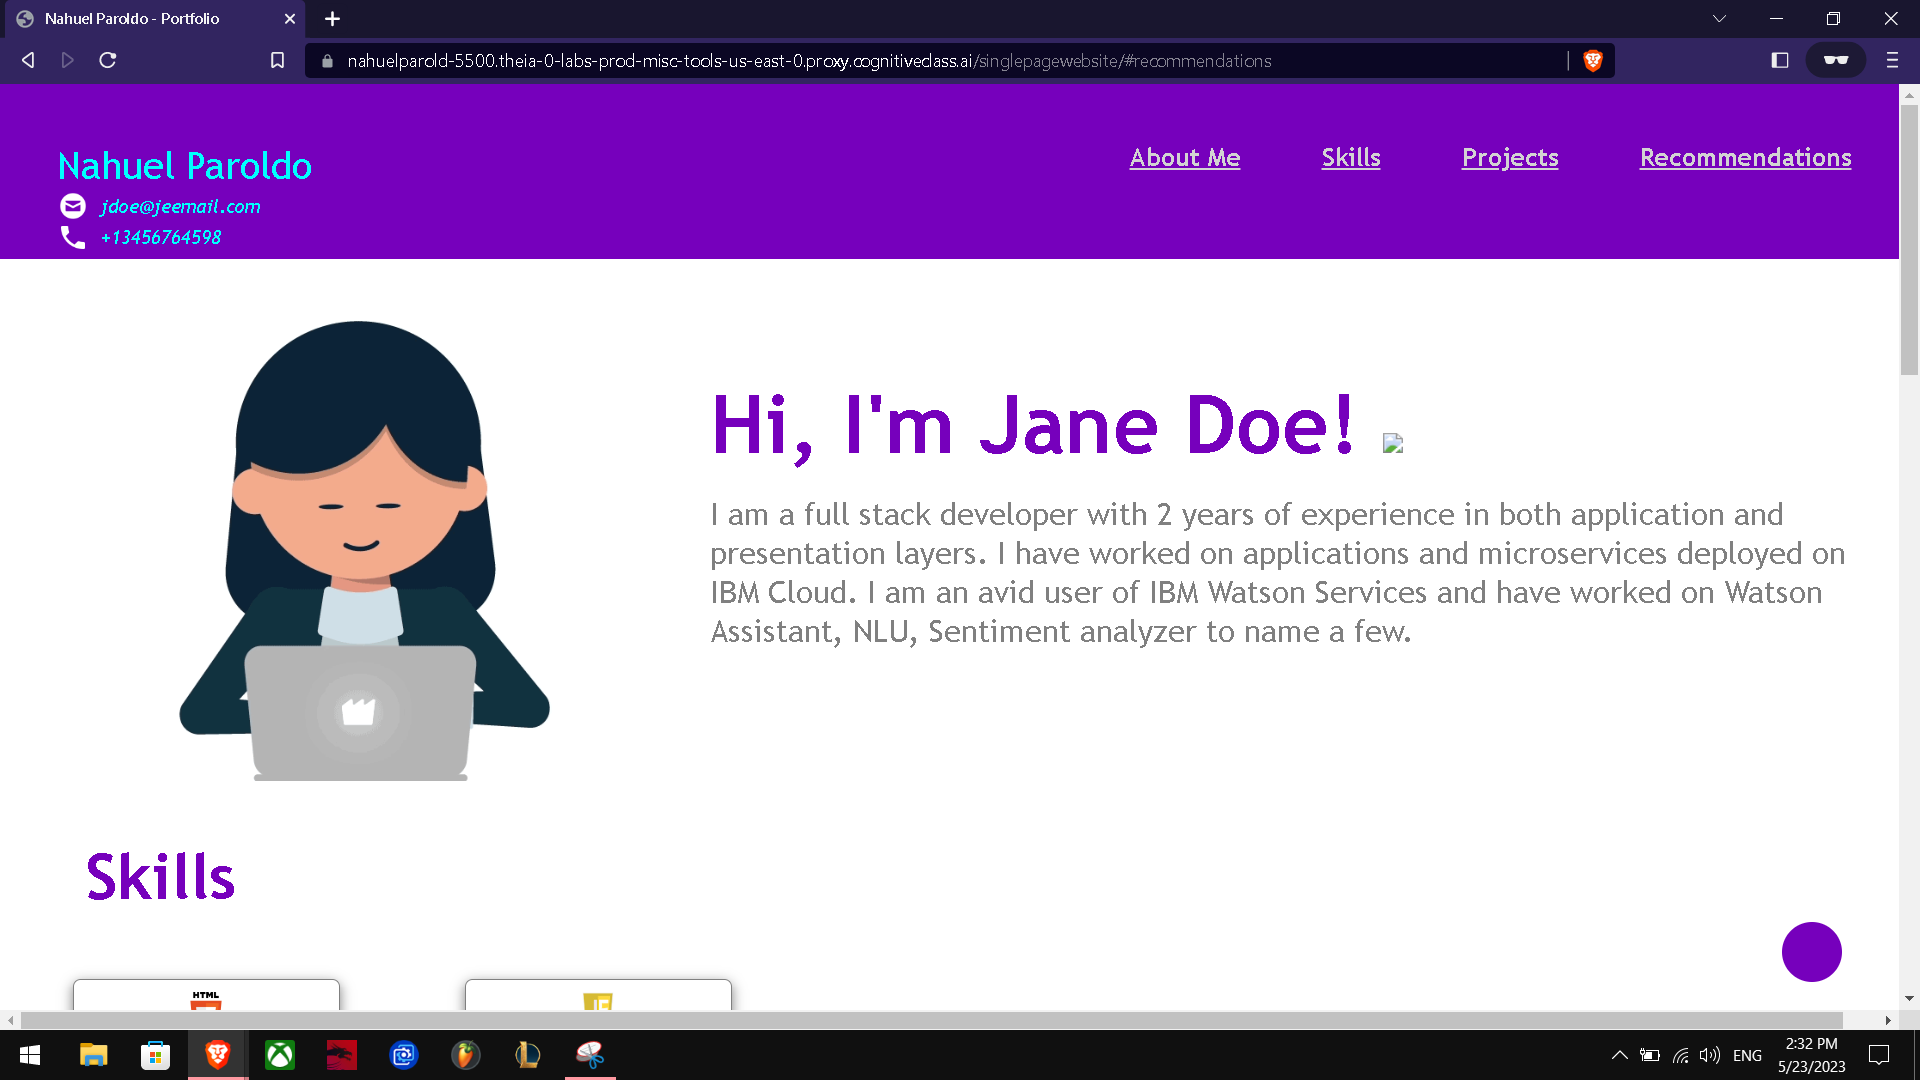 Nahuel Paroldo - Portfolio
nahuelparold-5500.theia-0-labs-prod-misc-tools-us-east-0.proxy.cognitiveclass.ai/singlepagewebsite/#recommendations
Nahuel Paroldo
jdoe@jeemail.com
+13456764598
About Me
Skills
Projects
Recommendations
Hi, I'm Jane Doe!
I am a full stack developer with 2 years of experience in both application and
presentation layers. I have worked on applications and microservices deployed on
IBM Cloud. I am an avid user of IBM Watson Services and have worked on Watson
Assistant, NLU, Sentiment analyzer to name a few.
Skills
HTML
ENG
2:32 PM
5/23/2023